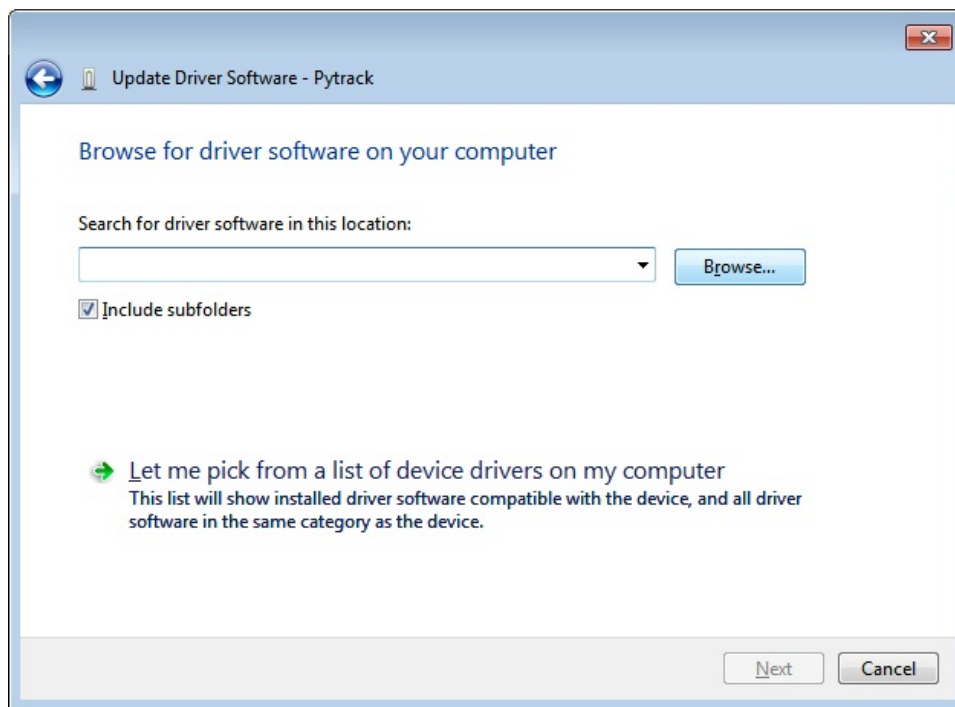 Update Driver Software - Pytrack
Browse for driver software on your computer
Search for driver software in this location:
Browse...
Include subfolders
Let me pick from a list of device drivers on my computer
This list will show installed driver software compatible with the device, and all driver
software in the same category as the device.
Next
Cancel